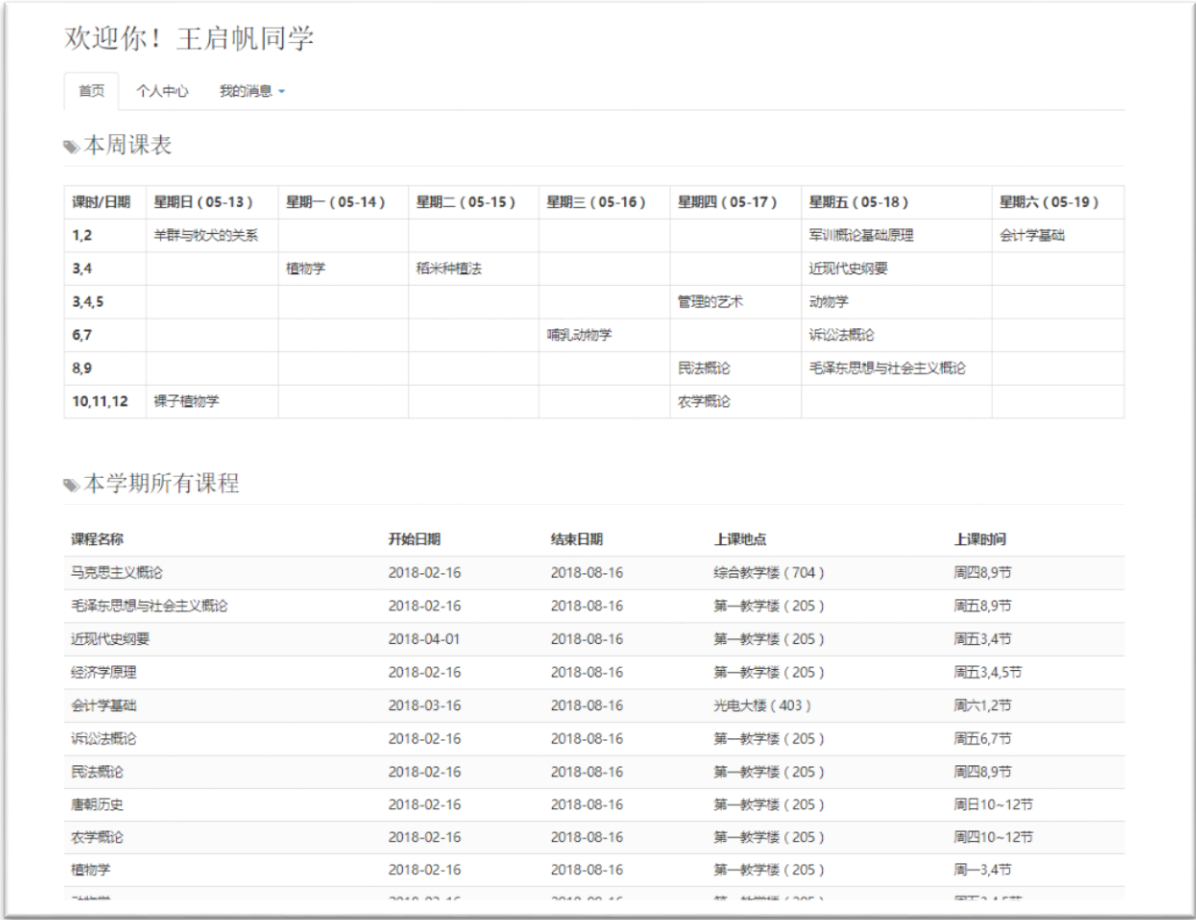 欢迎你！王启帆同学
首页 个人中心 我的消息
本周课表
课时/日期 星期日（05-13） 星期一（05-14） 星期二（05-15） 星期三（05-16） 星期四（05-17） 星期五（05-18） 星期六（05-19）
1,2 羊群与牧犬的关系 军训概论基础原理 会计学基础
3,4 植物学 稻米种植法 近现代史纲要
3,4,5 管理的艺术 动物学
6,7 哺乳动物学 诉讼法概论
8,9 民法概论 毛泽东思想与社会主义概论
10,11,12 裸子植物学 农学概论
本学期所有课程
课程名称 开始日期 结束日期 上课地点 上课时间
马克思主义概论 2018-02-16 2018-08-16 综合教学楼（704） 周四8,9节
毛泽东思想与社会主义概论 2018-02-16 2018-08-16 第一教学楼（205） 周五8,9节
近现代史纲要 2018-04-01 2018-08-16 第一教学楼（205） 周五3,4节
经济学原理 2018-02-16 2018-08-16 第一教学楼（205） 周五3,4,5节
会计学基础 2018-03-16 2018-08-16 光电大楼（403） 周六1,2节
诉讼法概论 2018-02-16 2018-08-16 第一教学楼（205） 周五6,7节
民法概论 2018-02-16 2018-08-16 第一教学楼（205） 周四8,9节
唐朝历史 2018-02-16 2018-08-16 第一教学楼（205） 周日10~12节
农学概论 2018-02-16 2018-08-16 第一教学楼（205） 周四10~12节
植物学 2018-02-16 2018-08-16 第一教学楼（205） 周一3,4节